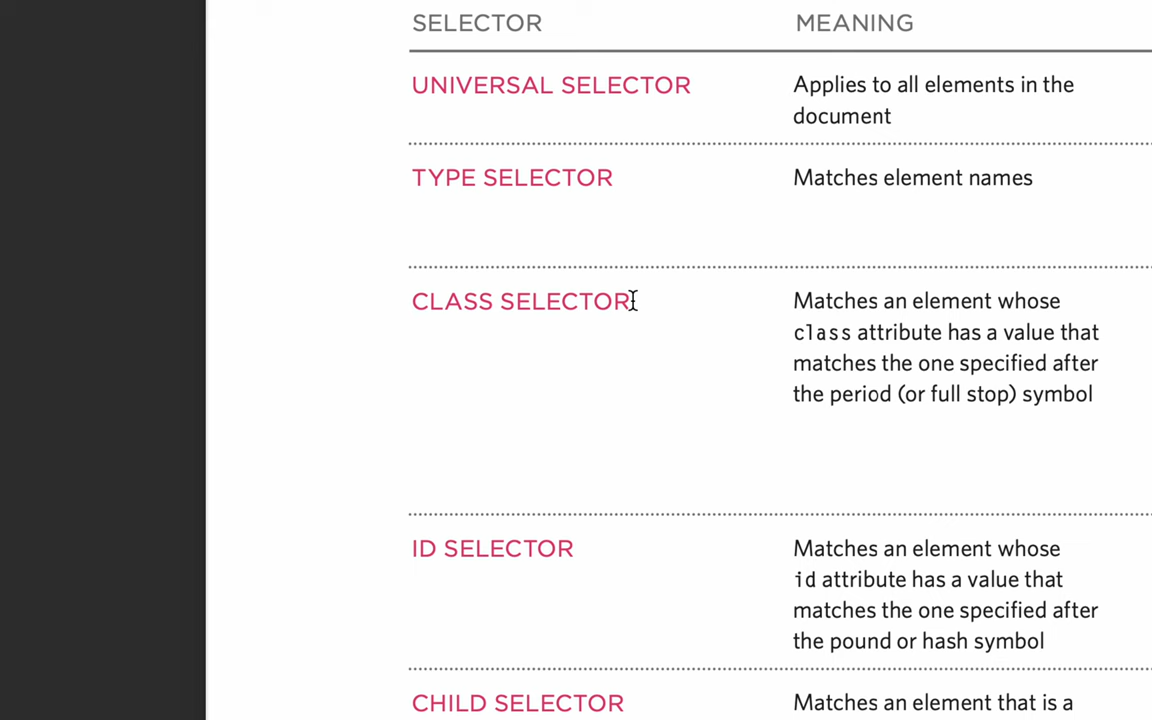 SELECTOR
MEANING
UNIVERSAL SELECTOR
Applies to all elements in the
document
TYPE SELECTOR
Matches element names
CLASS SELECTOR
Matches an element whose
class attribute has a value that
matches the one specified after
the period (or full stop) symbol
ID SELECTOR
Matches an element whose
id attribute has a value that
matches the one specified after
the pound or hash symbol
CHILD SELECTOR
Matches an element that is a